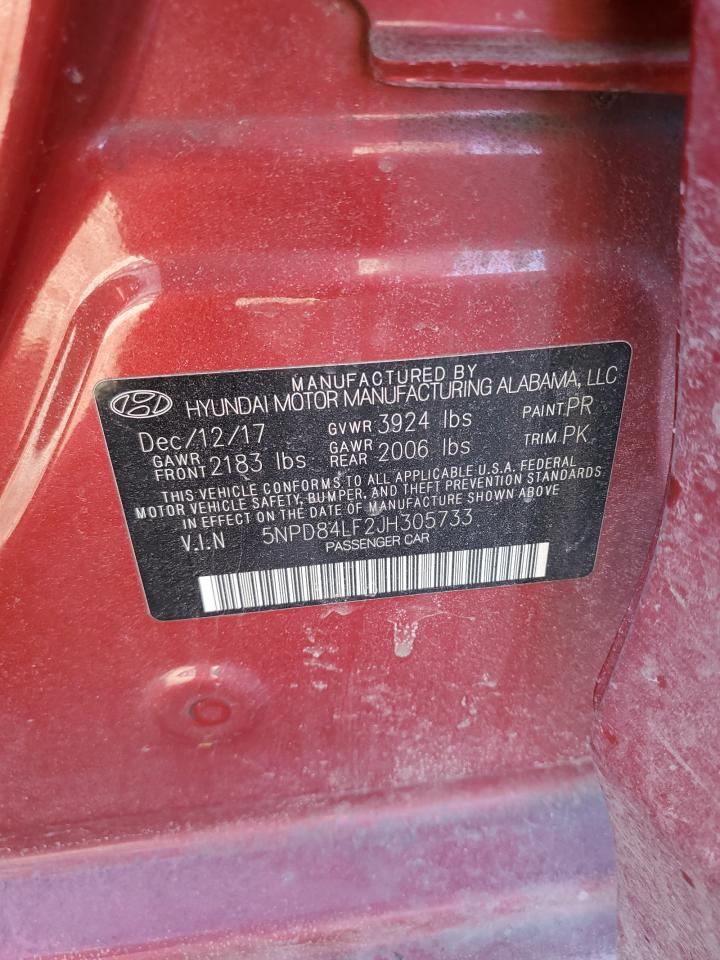 MANUFACTURED BY
HYUNDAI MOTOR MANUFACTURING ALABAMA, LLC
Dec/12/17 GVWR 3924 lbs PAINT:PR
GAWR FRONT 2183 lbs GAWR REAR 2006 lbs TRIM:PK
THIS VEHICLE CONFORMS TO ALL APPLICABLE U.S.A. FEDERAL
MOTOR VEHICLE SAFETY, BUMPER, AND THEFT PREVENTION STANDARDS
IN EFFECT ON THE DATE OF MANUFACTURE SHOWN ABOVE
V.I.N 5NPD84LF2JH305733
PASSENGER CAR